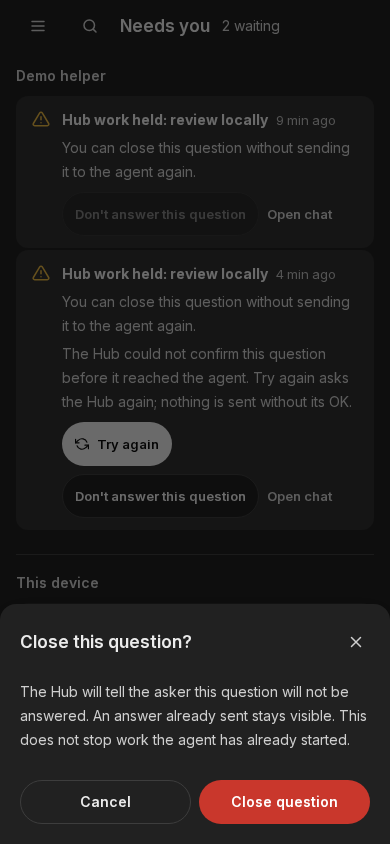 Needs you 2 waiting
Demo helper
Hub work held: review locally 9 min ago
You can close this question without sending
it to the agent again.
Don't answer this question Open chat
Hub work held: review locally 4 min ago
You can close this question without sending
it to the agent again.
The Hub could not confirm this question
before it reached the agent. Try again asks
the Hub again; nothing is sent without its OK.
Try again
Don't answer this question Open chat
This device
Close this question?
The Hub will tell the asker this question will not be
answered. An answer already sent stays visible. This
does not stop work the agent has already started.
Cancel Close question